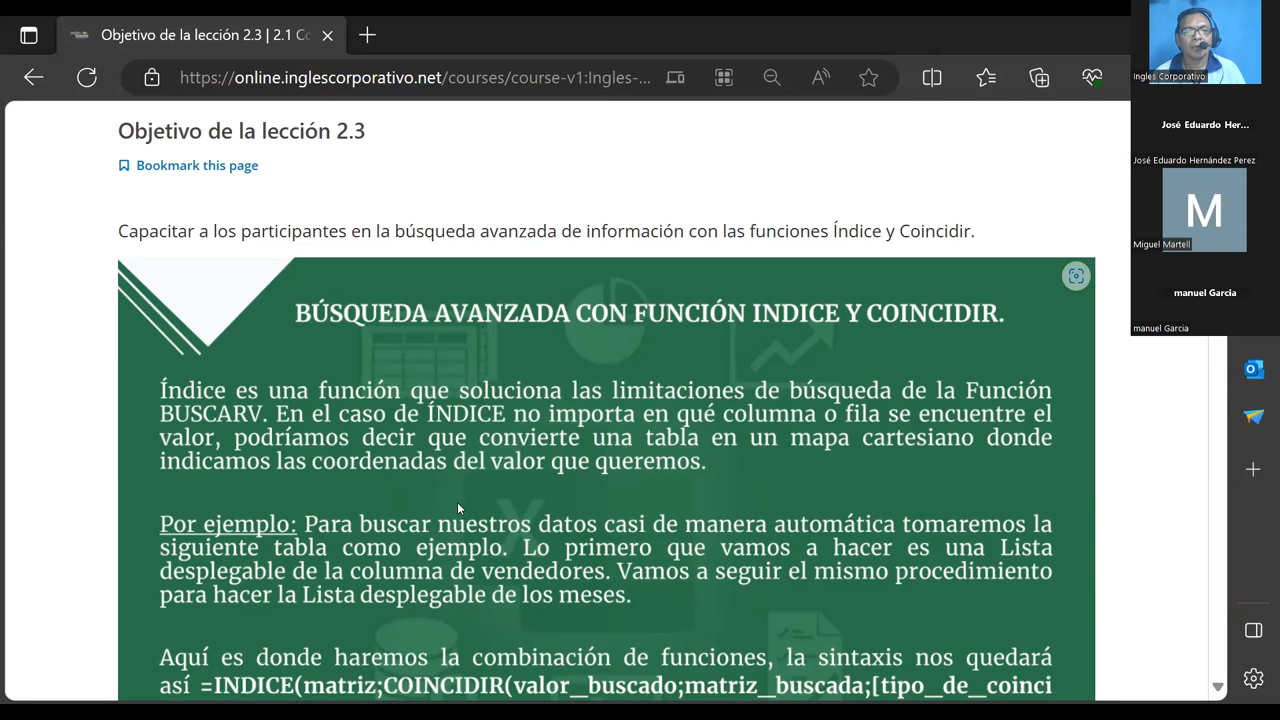 Objetivo de la lección 2.3 | 2.1 Co
https://online.inglescorporativo.net/courses/course-v1:Ingles-...
Objetivo de la lección 2.3
Bookmark this page
Capacitar a los participantes en la búsqueda avanzada de información con las funciones Índice y Coincidir.
BÚSQUEDA AVANZADA CON FUNCIÓN INDICE Y COINCIDIR.
Índice es una función que soluciona las limitaciones de búsqueda de la Función
BUSCARV. En el caso de ÍNDICE no importa en qué columna o fila se encuentre el
valor, podríamos decir que convierte una tabla en un mapa cartesiano donde
indicamos las coordenadas del valor que queremos.
Por ejemplo: Para buscar nuestros datos casi de manera automática tomaremos la
siguiente tabla como ejemplo. Lo primero que vamos a hacer es una Lista
desplegable de la columna de vendedores. Vamos a seguir el mismo procedimiento
para hacer la Lista desplegable de los meses.
Aquí es donde haremos la combinación de funciones, la sintaxis nos quedará
así =INDICE(matriz;COINCIDIR(valor_buscado;matriz_buscada;[tipo_de_coinci
Ingles Corporativo
José Eduardo Her...
José Eduardo Hernández Perez
M
Miguel Martell
manuel Garcia
manuel Garcia